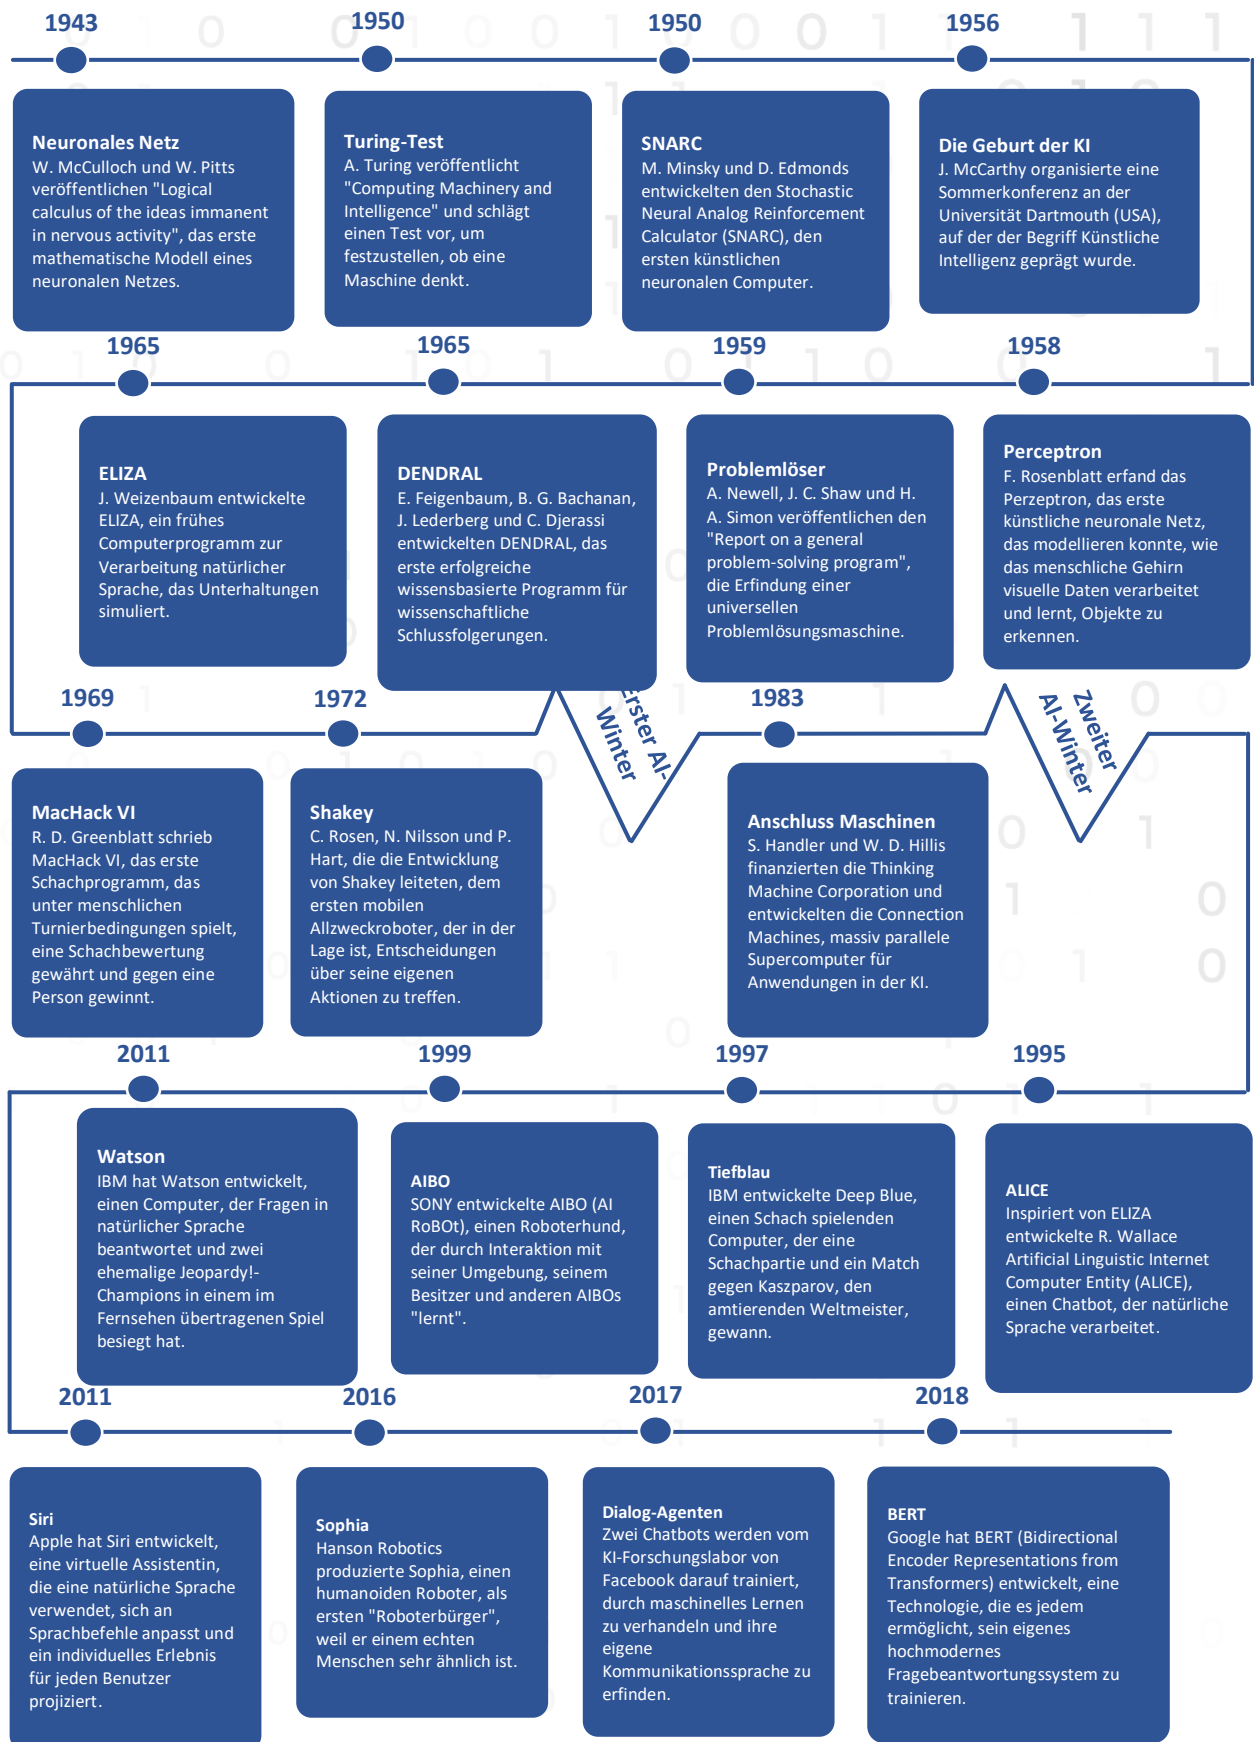 1943
1950
1950
1956
Neuronales Netz
W. McCulloch und W. Pitts
veröffentlichen "Logical
calculus of the ideas immanent
in nervous activity", das erste
mathematische Modell eines
neuronalen Netzes.
Turing-Test
A. Turing veröffentlicht
"Computing Machinery and
Intelligence" und schlägt
einen Test vor, um
festzustellen, ob eine
Maschine denkt.
SNARC
M. Minsky und D. Edmonds
entwickelten den Stochastic
Neural Analog Reinforcement
Calculator (SNARC), den
ersten künstlichen
neuronalen Computer.
Die Geburt der KI
J. McCarthy organisierte eine
Sommerkonferenz an der
Universität Dartmouth (USA),
auf der der Begriff Künstliche
Intelligenz geprägt wurde.
1965
1965
1959
1958
ELIZA
J. Weizenbaum entwickelte
ELIZA, ein frühes
Computerprogramm zur
Verarbeitung natürlicher
Sprache, das Unterhaltungen
simuliert.
DENDRAL
E. Feigenbaum, B. G. Bachanan,
J. Lederberg und C. Djerassi
entwickelten DENDRAL, das
erste erfolgreiche
wissensbasierte Programm für
wissenschaftliche
Schlussfolgerungen.
Problemlöser
A. Newell, J. C. Shaw und H.
A. Simon veröffentlichen den
"Report on a general
problem-solving program",
die Erfindung einer
universellen
Problemlösungsmaschine.
Perceptron
F. Rosenblatt erfand das
Perzeptron, das erste
künstliche neuronale Netz,
das modellieren konnte, wie
das menschliche Gehirn
visuelle Daten verarbeitet
und lernt, Objekte zu
erkennen.
1969
1972
Erster AI-
Winter
1983
Zweiter
AI-Winter
MacHack VI
R. D. Greenblatt schrieb
MacHack VI, das erste
Schachprogramm, das
unter menschlichen
Turnierbedingungen spielt,
eine Schachbewertung
gewährt und gegen eine
Person gewinnt.
Shakey
C. Rosen, N. Nilsson und P.
Hart, die die Entwicklung
von Shakey leiteten, dem
ersten mobilen
Allzweckroboter, der in der
Lage ist, Entscheidungen
über seine eigenen
Aktionen zu treffen.
Anschluss Maschinen
S. Handler und W. D. Hillis
finanzierten die Thinking
Machine Corporation und
entwickelten die Connection
Machines, massiv parallele
Supercomputer für
Anwendungen in der KI.
2011
1999
1997
1995
Watson
IBM hat Watson entwickelt,
einen Computer, der Fragen in
natürlicher Sprache
beantwortet und zwei
ehemalige Jeopardy!-
Champions in einem im
Fernsehen übertragenen Spiel
besiegt hat.
AIBO
SONY entwickelte AIBO (AI
RoBOt), einen Roboterhund,
der durch Interaktion mit
seiner Umgebung, seinem
Besitzer und anderen AIBOs
"lernt".
Tiefblau
IBM entwickelte Deep Blue,
einen Schach spielenden
Computer, der eine
Schachpartie und ein Match
gegen Kaszparov, den
amtierenden Weltmeister,
gewann.
ALICE
Inspiriert von ELIZA
entwickelte R. Wallace
Artificial Linguistic Internet
Computer Entity (ALICE),
einen Chatbot, der natürliche
Sprache verarbeitet.
2011
2016
2017
2018
Siri
Apple hat Siri entwickelt,
eine virtuelle Assistentin,
die eine natürliche Sprache
verwendet, sich an
Sprachbefehle anpasst und
ein individuelles Erlebnis
für jeden Benutzer
projiziert.
Sophia
Hanson Robotics
produzierte Sophia, einen
humanoiden Roboter, als
ersten "Roboterbürger",
weil er einem echten
Menschen sehr ähnlich ist.
Dialog-Agenten
Zwei Chatbots werden vom
KI-Forschungslabor von
Facebook darauf trainiert,
durch maschinelles Lernen
zu verhandeln und ihre
eigene
Kommunikationssprache zu
erfinden.
BERT
Google hat BERT (Bidirectional
Encoder Representations from
Transformers) entwickelt, eine
Technologie, die es jedem
ermöglicht, sein eigenes
hochmodernes
Fragebeantwortungssystem zu
trainieren.